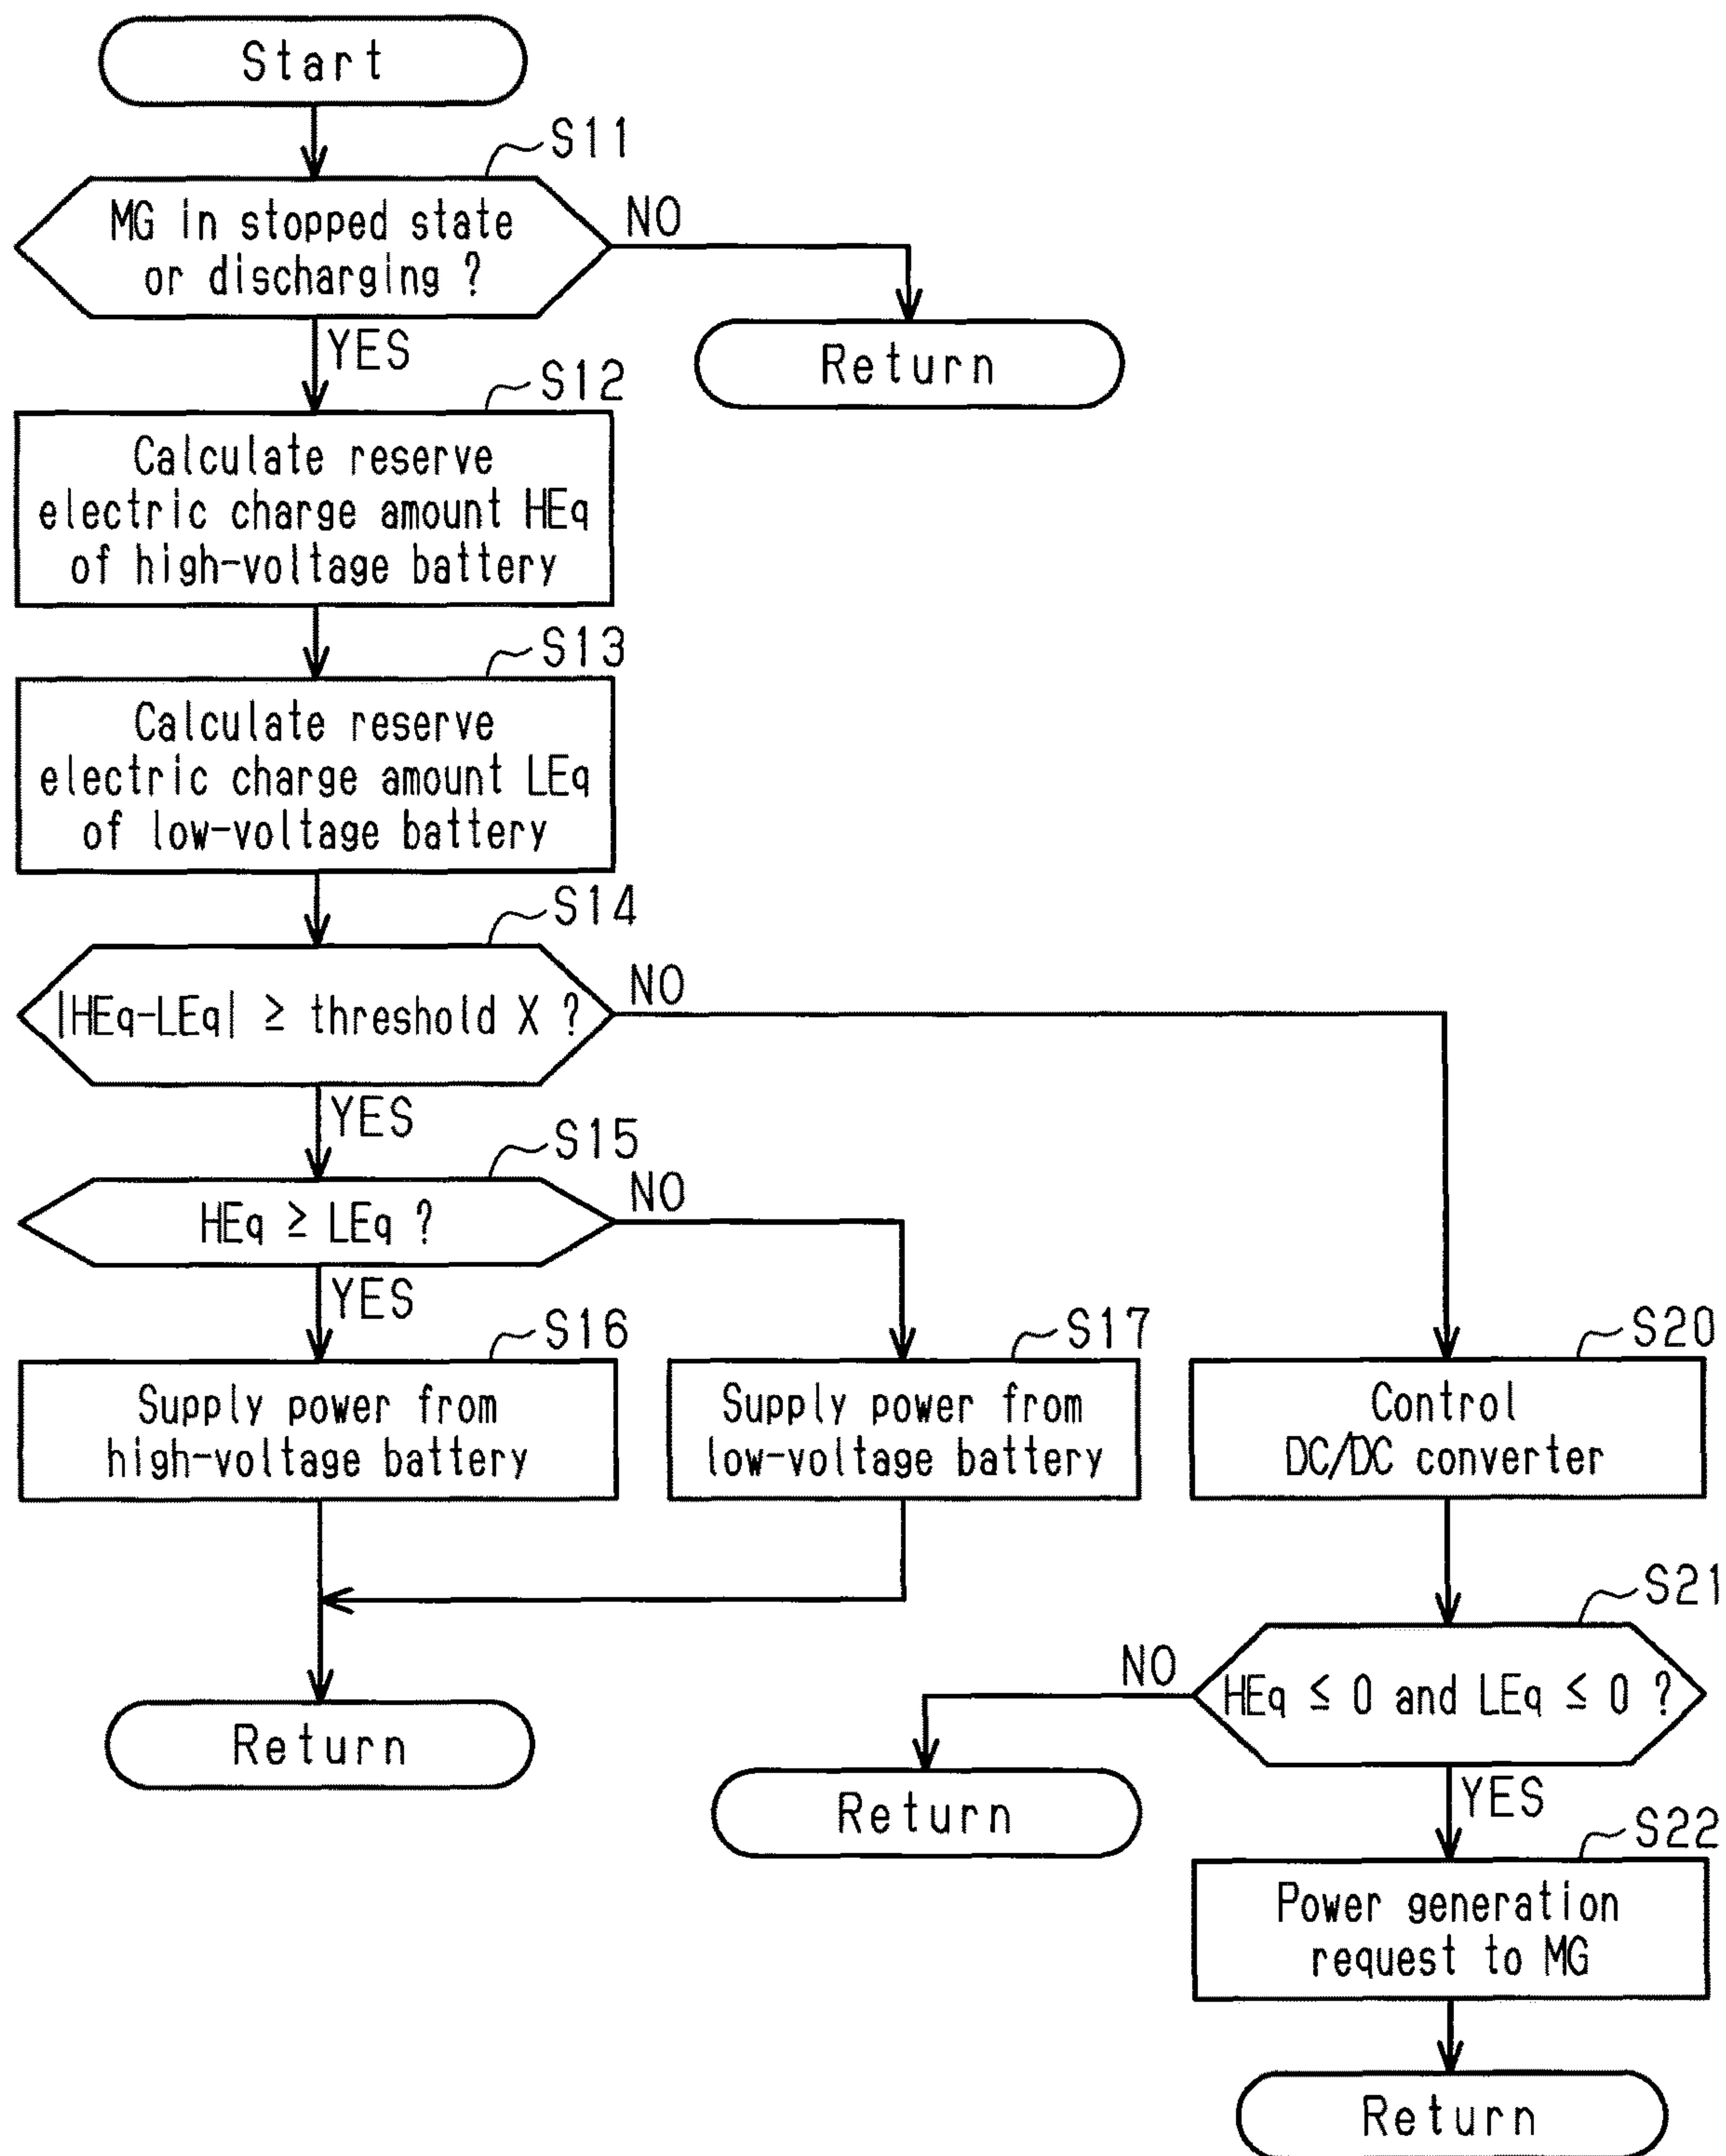 Start
S11
MG in stopped state
or discharging ?
NO
YES
Return
S12
Calculate reserve
electric charge amount HEq
of high-voltage battery
S13
Calculate reserve
electric charge amount LEq
of low-voltage battery
S14
|HEq-LEq| ≥ threshold X ?
NO
YES
S15
HEq ≥ LEq ?
NO
YES
S16
Supply power from
high-voltage battery
S17
Supply power from
low-voltage battery
S20
Control
DC/DC converter
S21
HEq ≤ 0 and LEq ≤ 0 ?
NO
YES
Return
Return
S22
Power generation
request to MG
Return